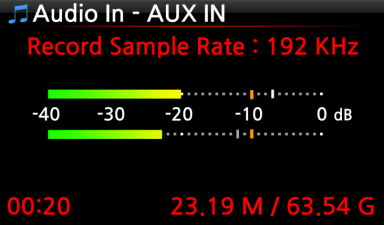 Audio In - AUX IN
Record Sample Rate : 192 KHz
-40 -30 -20 -10 0 dB
00:20 23.19 M / 63.54 G